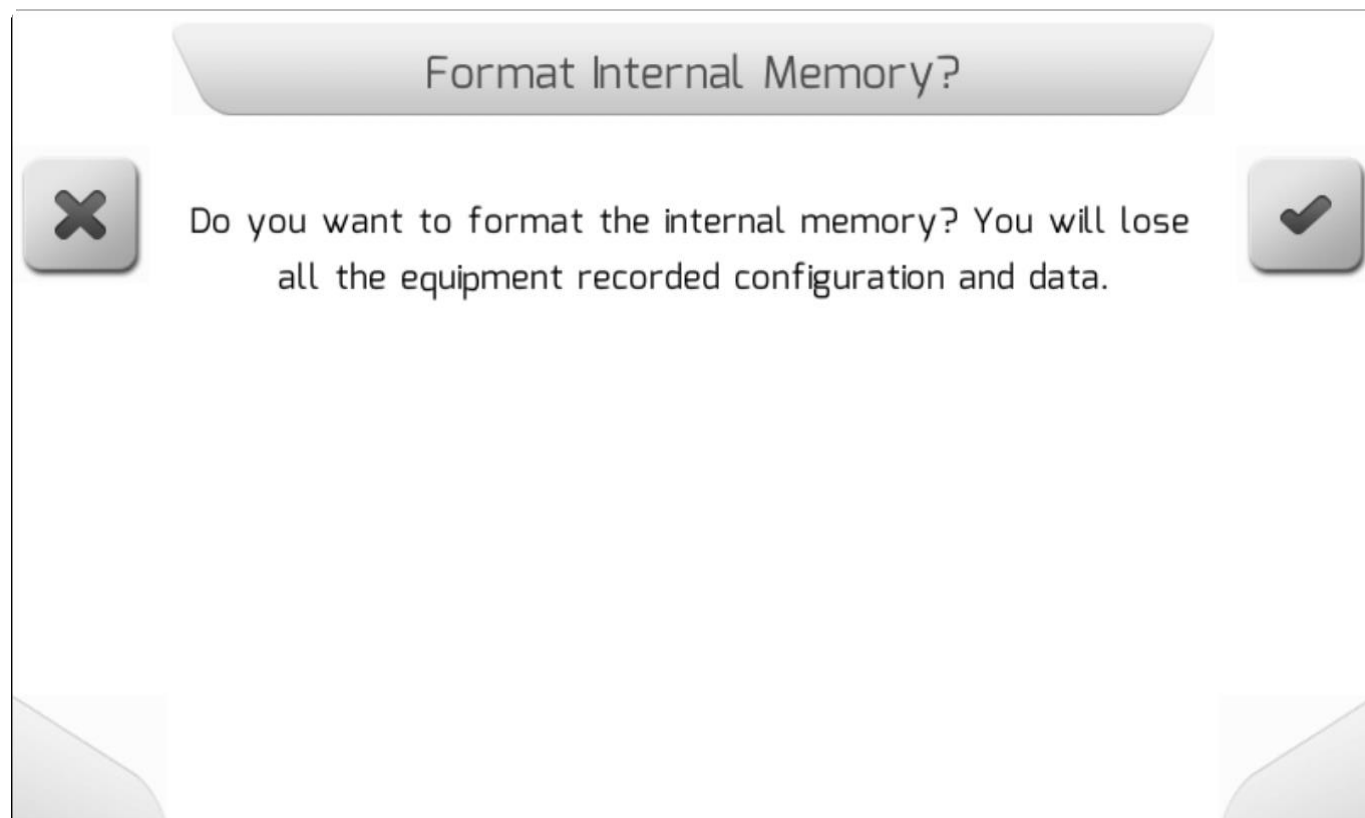 Format Internal Memory?
Do you want to format the internal memory? You will lose
all the equipment recorded configuration and data.